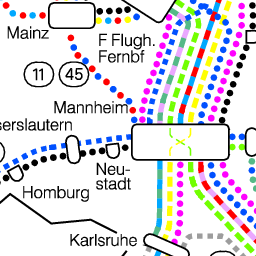 Mainz
F Flugh.
Fernbf
11 45
Mannheim
serslautern
Neu-
stadt
Homburg
Karlsruhe